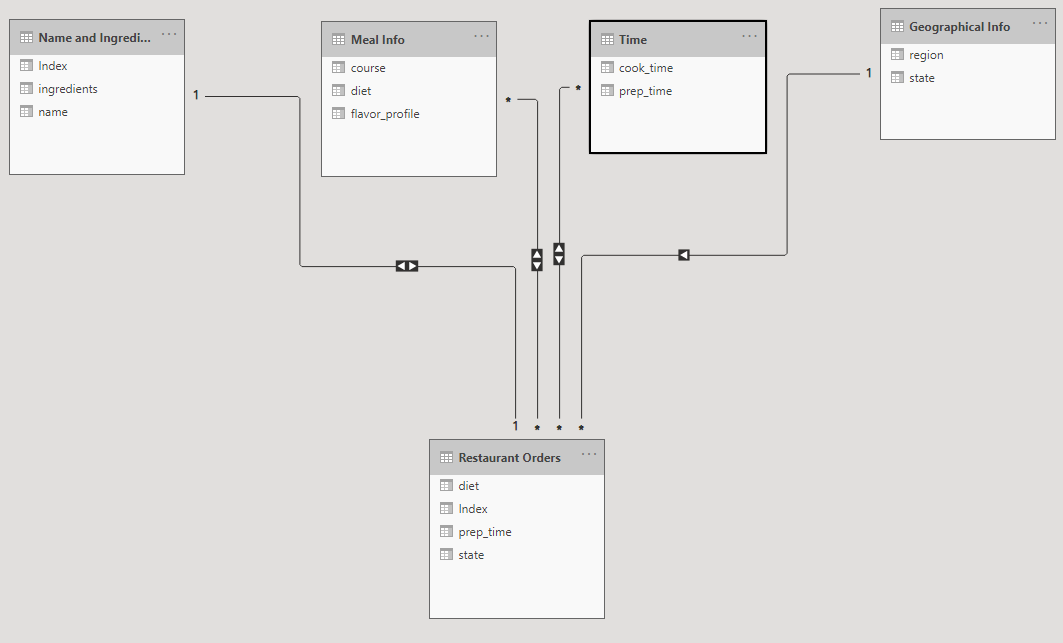 Name and Ingredi...
Index
ingredients
name
Meal Info
course
diet
flavor_profile
Time
cook_time
prep_time
Geographical Info
region
state
1
*
*
1
1
*
*
*
Restaurant Orders
diet
Index
prep_time
state